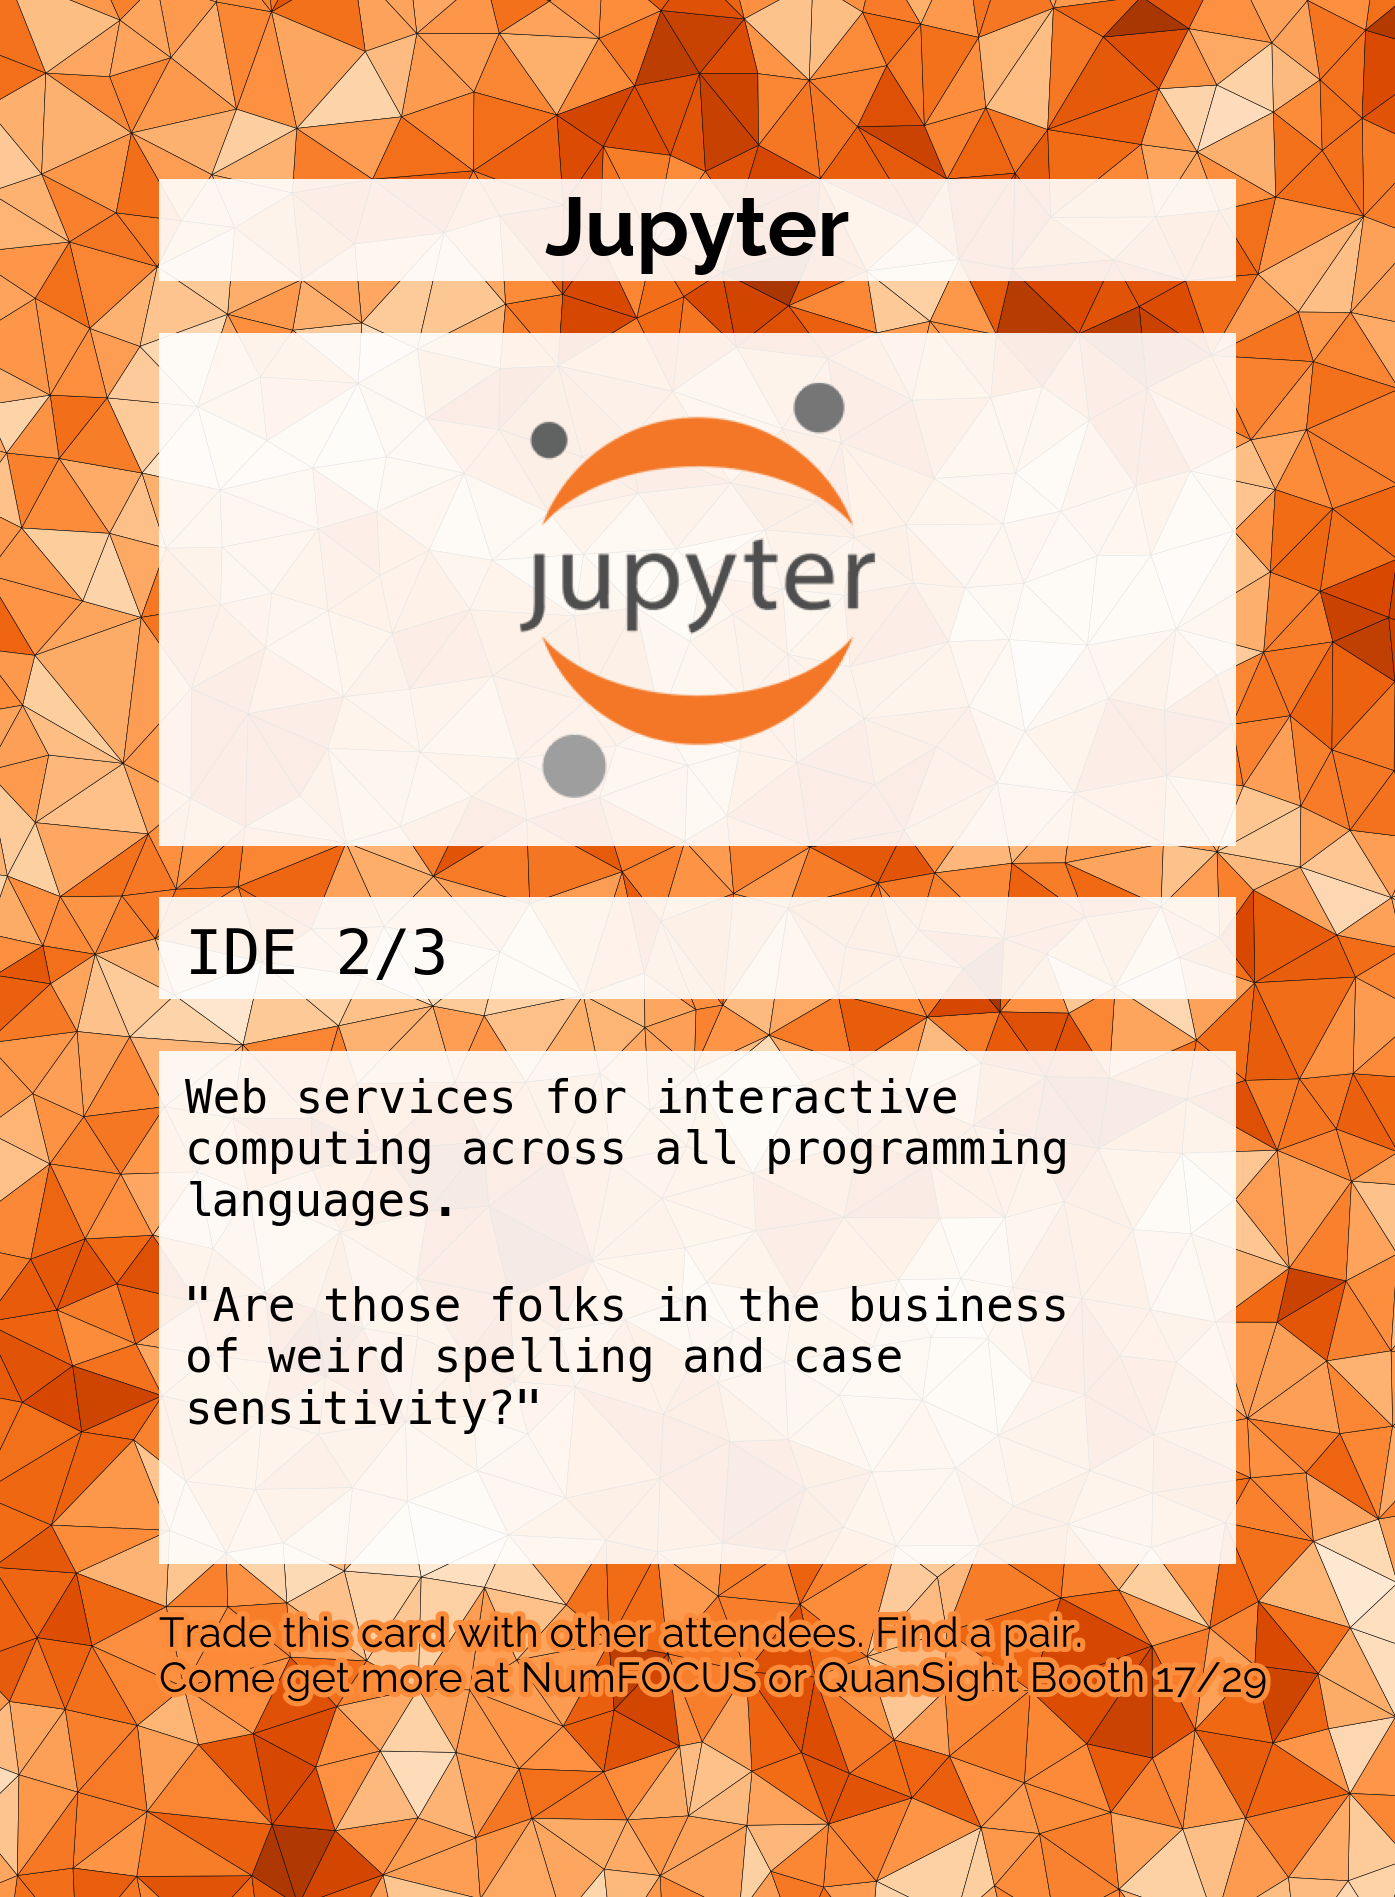 Jupyter
jupyter
IDE 2/3
Web services for interactive
computing across all programming
languages.
"Are those folks in the business
of weird spelling and case
sensitivity?"
Trade this card with other attendees. Find a pair.
Come get more at NumFOCUS or QuanSight Booth 17/29